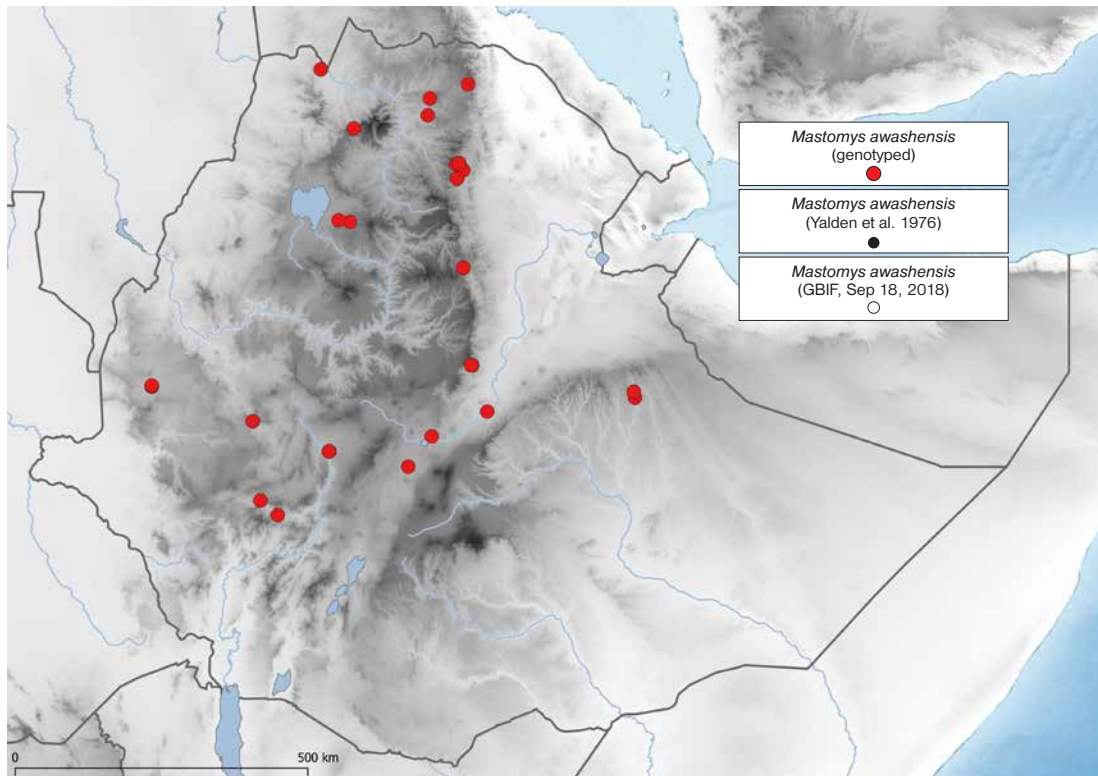 Mastomys awashensis
(genotyped)
Mastomys awashensis
(Yalden et al. 1976)
Mastomys awashensis
(GBIF, Sep 18, 2018)
0 500 km